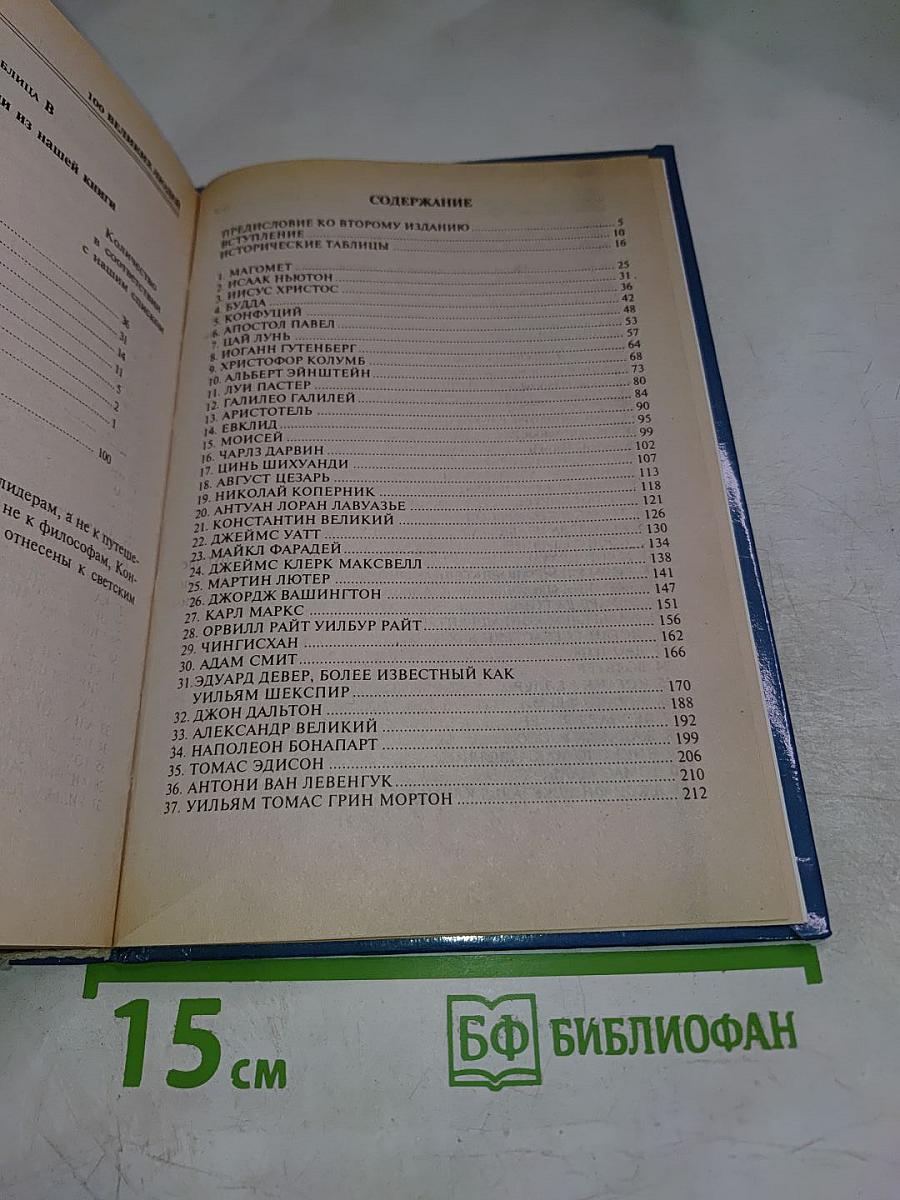 БЛИЦА В
100 ВЕЛИКИХ ЛЮДЕЙ
ди из нашей книги
Количество
в соответствии
с нашим списком
36
31
14
11
5
2
1
100
лидерам, а не к путеше-
не к философам, Кон-
отнесены к светским
СОДЕРЖАНИЕ
ПРЕДИСЛОВИЕ КО ВТОРОМУ ИЗДАНИЮ 5
ВСТУПЛЕНИЕ 10
ИСТОРИЧЕСКИЕ ТАБЛИЦЫ 16
1. МАГОМЕТ 25
2. ИСААК НЬЮТОН 31
3. ИИСУС ХРИСТОС 36
4. БУДДА 42
5. КОНФУЦИЙ 48
6. АПОСТОЛ ПАВЕЛ 53
7. ЦАЙ ЛУНЬ 57
8. ИОГАНН ГУТЕНБЕРГ 64
9. ХРИСТОФОР КОЛУМБ 68
10. АЛЬБЕРТ ЭЙНШТЕЙН 73
11. ЛУИ ПАСТЕР 80
12. ГАЛИЛЕО ГАЛИЛЕЙ 84
13. АРИСТОТЕЛЬ 90
14. ЕВКЛИД 95
15. МОИСЕЙ 99
16. ЧАРЛЗ ДАРВИН 102
17. ЦИНЬ ШИХУАНДИ 107
18. АВГУСТ ЦЕЗАРЬ 113
19. НИКОЛАЙ КОПЕРНИК 118
20. АНТУАН ЛОРАН ЛАВУАЗЬЕ 121
21. КОНСТАНТИН ВЕЛИКИЙ 126
22. ДЖЕЙМС УАТТ 130
23. МАЙКЛ ФАРАДЕЙ 134
24. ДЖЕЙМС КЛЕРК МАКСВЕЛЛ 138
25. МАРТИН ЛЮТЕР 141
26. ДЖОРДЖ ВАШИНГТОН 147
27. КАРЛ МАРКС 151
28. ОРВИЛЛ РАЙТ УИЛБУР РАЙТ 156
29. ЧИНГИСХАН 162
30. АДАМ СМИТ 166
31. ЭДУАРД ДЕВЕР, БОЛЕЕ ИЗВЕСТНЫЙ КАК
УИЛЬЯМ ШЕКСПИР 170
32. ДЖОН ДАЛЬТОН 188
33. АЛЕКСАНДР ВЕЛИКИЙ 192
34. НАПОЛЕОН БОНАПАРТ 199
35. ТОМАС ЭДИСОН 206
36. АНТОНИ ВАН ЛЕВЕНГУК 210
37. УИЛЬЯМ ТОМАС ГРИН МОРТОН 212
15 см
БФ БИБЛИОФАН